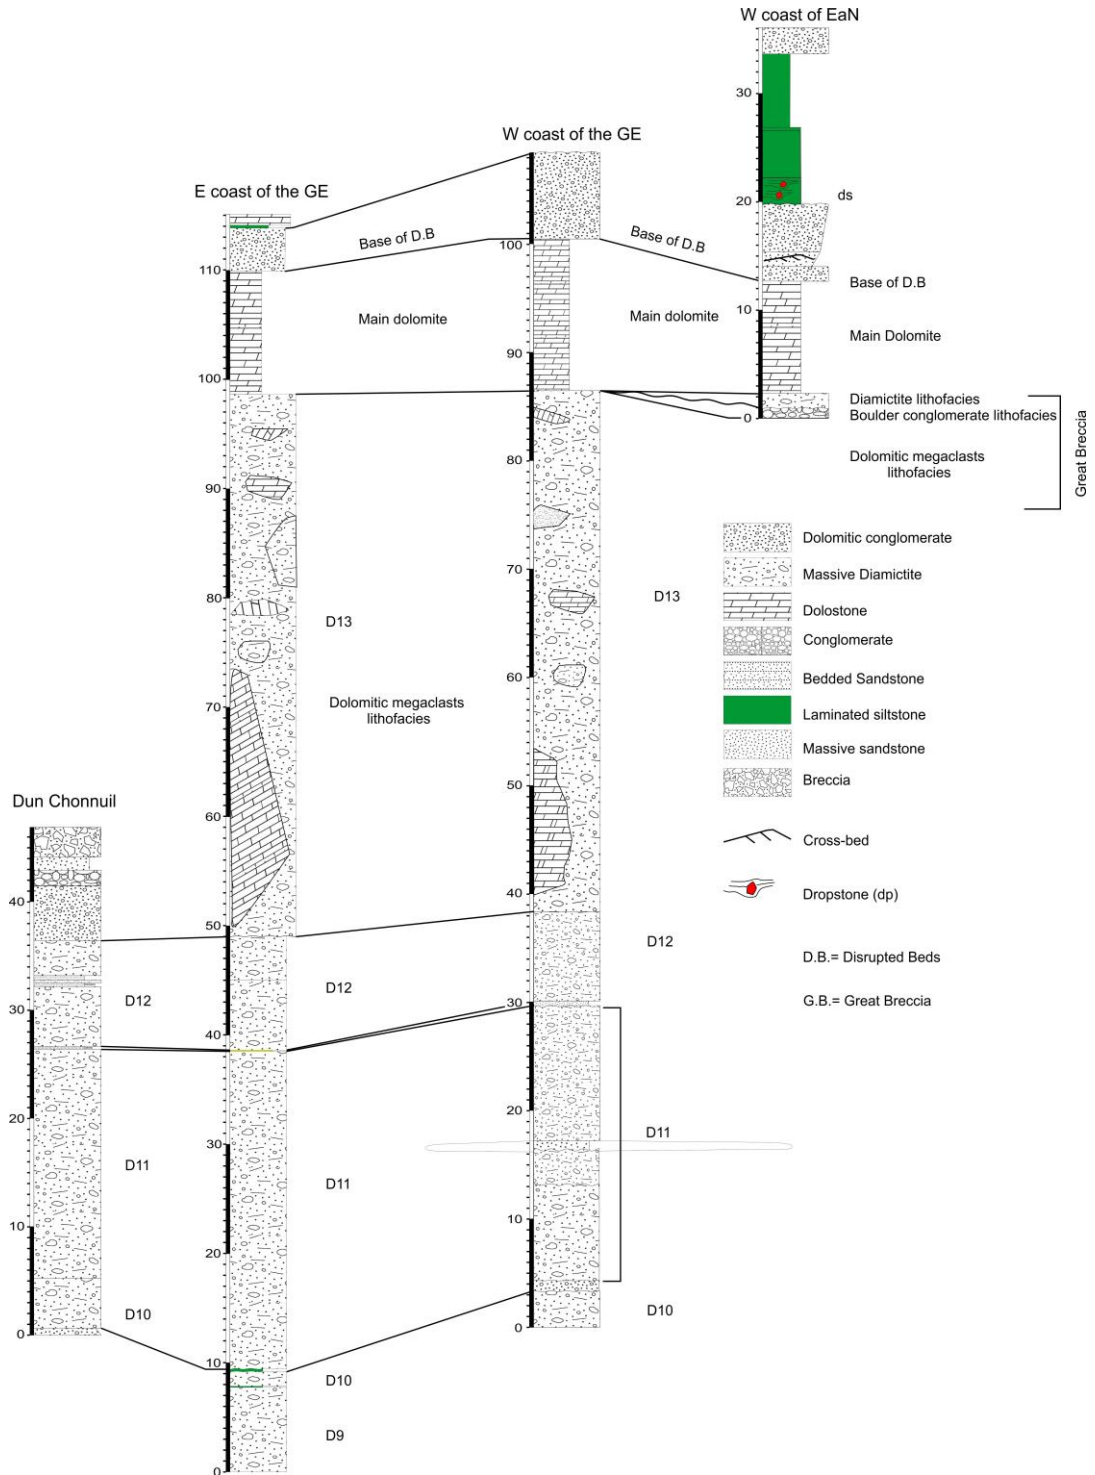 W coast of EaN
30
20
10
0
ds
Base of D.B
Main Dolomite
Diamictite lithofacies
Boulder conglomerate lithofacies
Dolomitic megaclasts
lithofacies
Great Breccia
W coast of the GE
100
90
80
70
60
50
40
30
20
10
0
Base of D.B
Main dolomite
D13
D12
D11
D10
E coast of the GE
110
100
90
80
70
60
50
40
30
20
10
0
Base of D.B
Main dolomite
D13
Dolomitic megaclasts
lithofacies
D12
D11
D10
D9
Dun Chonnuil
40
30
20
10
0
D12
D11
D10
Dolomitic conglomerate
Massive Diamictite
Dolostone
Conglomerate
Bedded Sandstone
Laminated siltstone
Massive sandstone
Breccia
Cross-bed
Dropstone (dp)
D.B.= Disrupted Beds
G.B.= Great Breccia